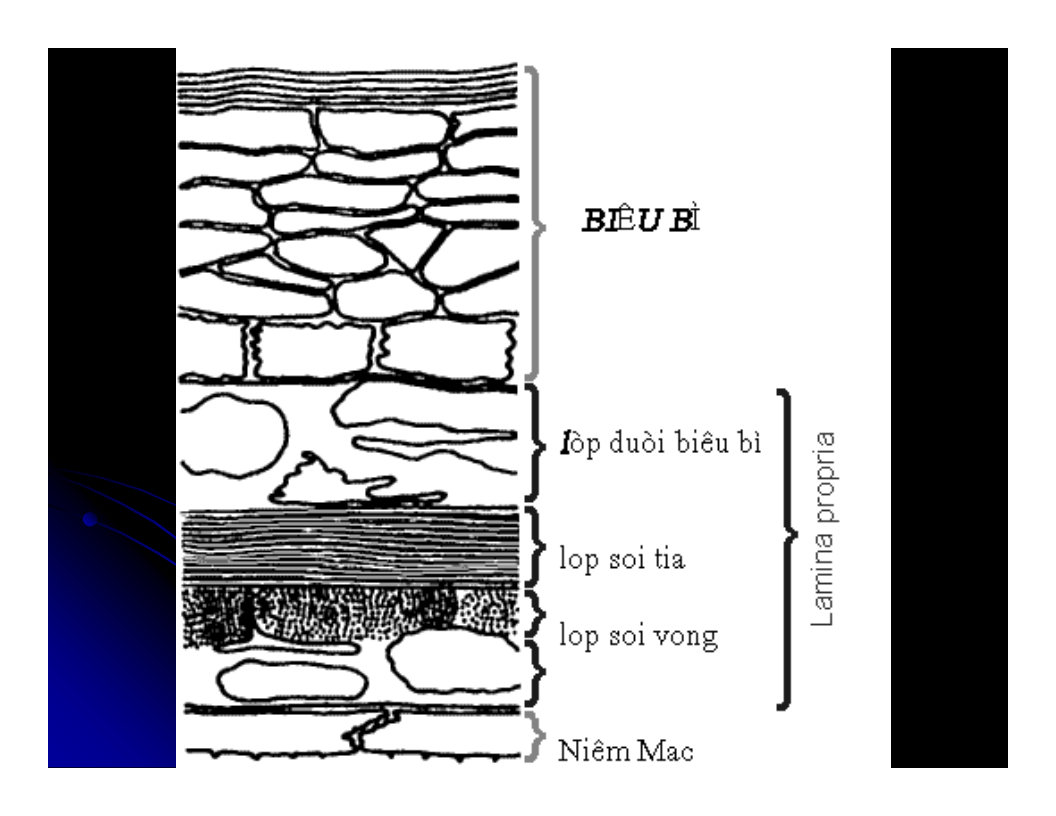 BIÊU BÌ
lòp duòi biêu bì
lop soi tia
lop soi vong
Niêm Mac
Lamina propria